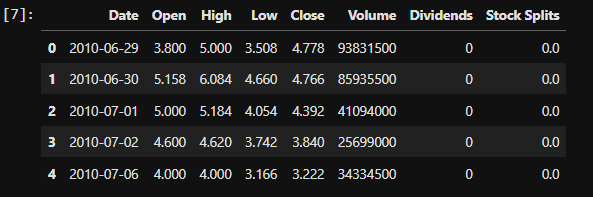 [7]: Date Open High Low Close Volume Dividends Stock Splits
0 2010-06-29 3.800 5.000 3.508 4.778 93831500 0 0.0
1 2010-06-30 5.158 6.084 4.660 4.766 85935500 0 0.0
2 2010-07-01 5.000 5.184 4.054 4.392 41094000 0 0.0
3 2010-07-02 4.600 4.620 3.742 3.840 25699000 0 0.0
4 2010-07-06 4.000 4.000 3.166 3.222 34334500 0 0.0